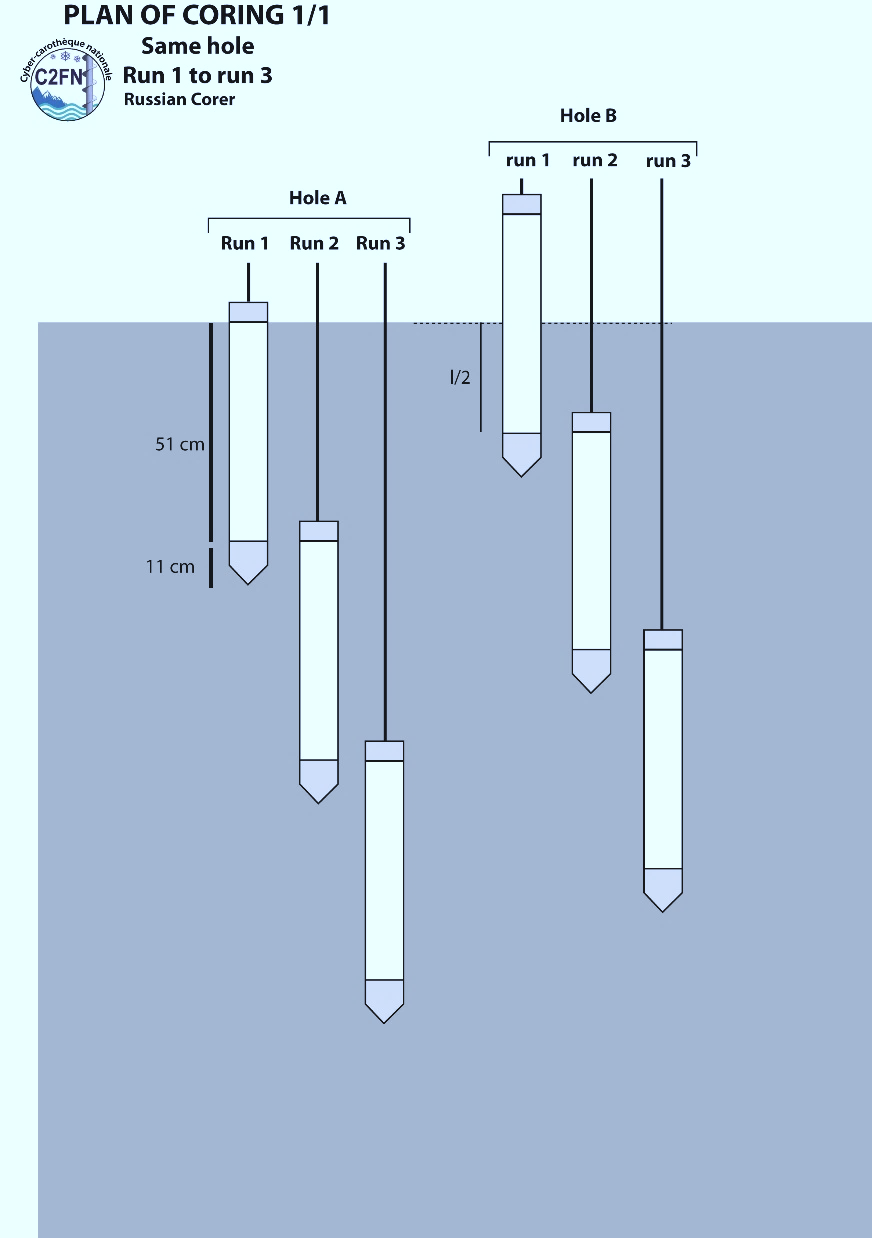 PLAN OF CORING 1/1
Same hole
Run 1 to run 3
Russian Corer
Cyber-carothèque nationale
C2FN
Hole B
run 1 run 2 run 3
Hole A
Run 1 Run 2 Run 3
l/2
51 cm
11 cm